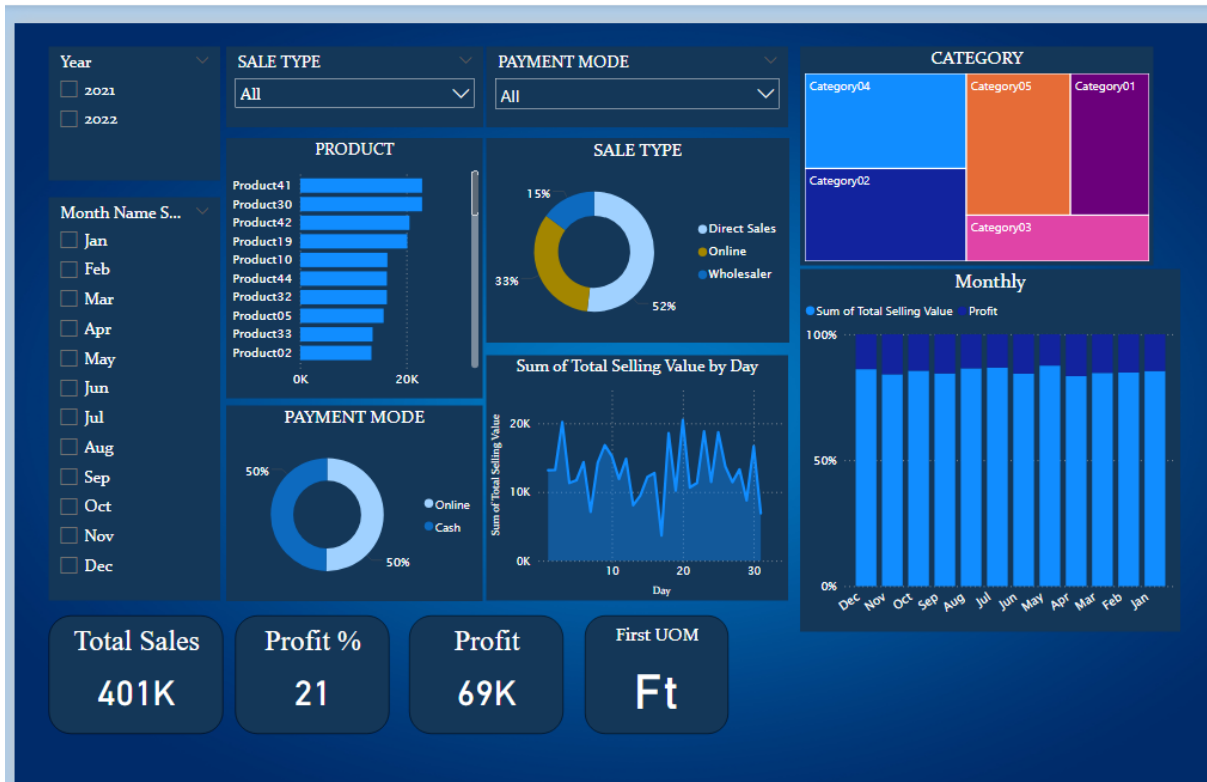 Year
2021
2022
Month Name S...
Jan
Feb
Mar
Apr
May
Jun
Jul
Aug
Sep
Oct
Nov
Dec
SALE TYPE
All
PAYMENT MODE
All
PRODUCT
Product41
Product30
Product42
Product19
Product10
Product44
Product32
Product05
Product33
Product02
0K 20K
SALE TYPE
15%
33%
52%
Direct Sales
Online
Wholesaler
CATEGORY
Category04
Category05
Category01
Category02
Category03
PAYMENT MODE
50%
50%
Online
Cash
Sum of Total Selling Value by Day
Sum of Total Selling Value
20K
10K
0K
10 20 30
Day
Monthly
Sum of Total Selling Value Profit
100%
50%
0%
Dec Nov Oct Sep Aug Jul Jun May Apr Mar Feb Jan
Total Sales
401K
Profit %
21
Profit
69K
First UOM
Ft